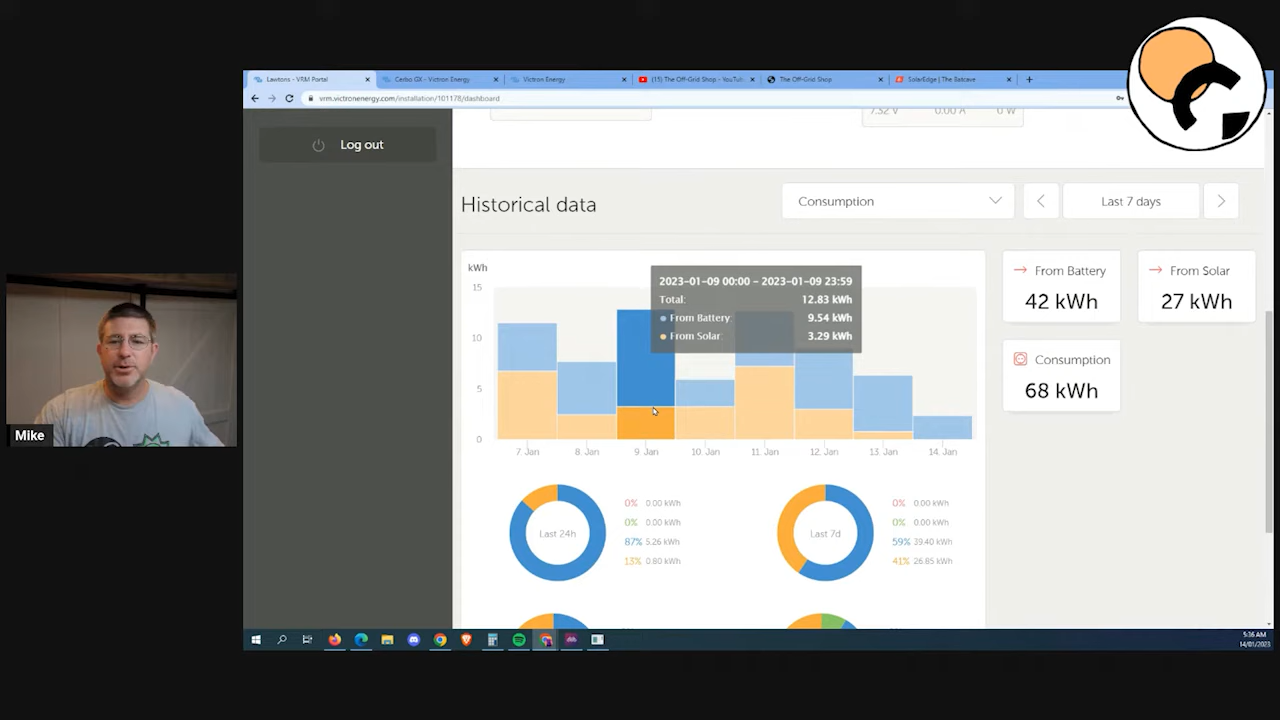 Lawtons - VRM Portal
Cerbo GX - Victron Energy
Victron Energy
(15) The Off-Grid Shop - YouTub
The Off-Grid Shop
SolarEdge | The Batcave
vrm.victronenergy.com/installation/101178/dashboard
7.32 V 0.00 A 0 W
Log out
Historical data
Consumption
Last 7 days
kWh
15
10
5
0
2023-01-09 00:00 - 2023-01-09 23:59
Total: 12.83 kWh
From Battery: 9.54 kWh
From Solar: 3.29 kWh
7. Jan 8. Jan 9. Jan 10. Jan 11. Jan 12. Jan 13. Jan 14. Jan
From Battery
42 kWh
From Solar
27 kWh
Consumption
68 kWh
Last 24h
0% 0.00 kWh
0% 0.00 kWh
87% 5.26 kWh
13% 0.80 kWh
Last 7d
0% 0.00 kWh
0% 0.00 kWh
59% 39.40 kWh
41% 26.85 kWh
Mike
5:36 AM
14/01/2023